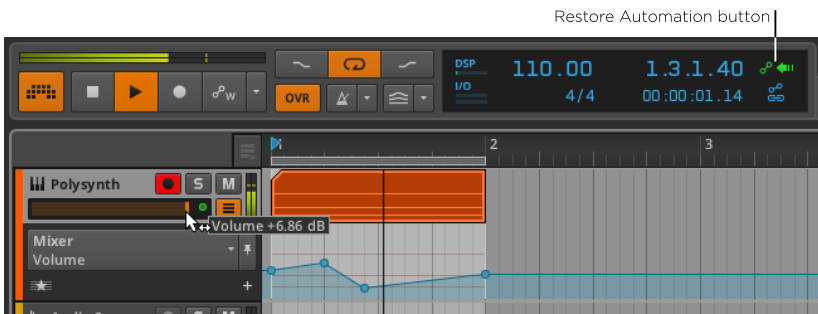 Restore Automation button
DSP
110.00
1.3.1.40
W
I/O
OVR
4/4
00:00:01.14
2
3
Polysynth
S
M
Volume +6.86 dB
Mixer
Volume
+